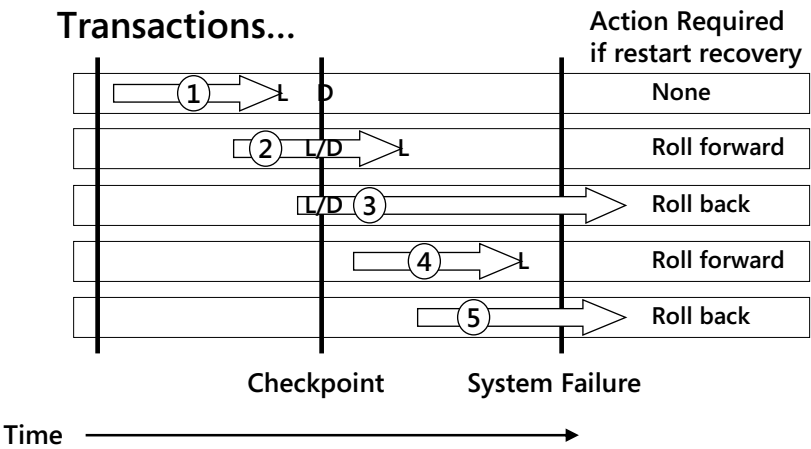 Transactions...
Action Required
if restart recovery
1 L D None
2 L/D L Roll forward
L/D 3 Roll back
4 L Roll forward
5 Roll back
Checkpoint System Failure
Time